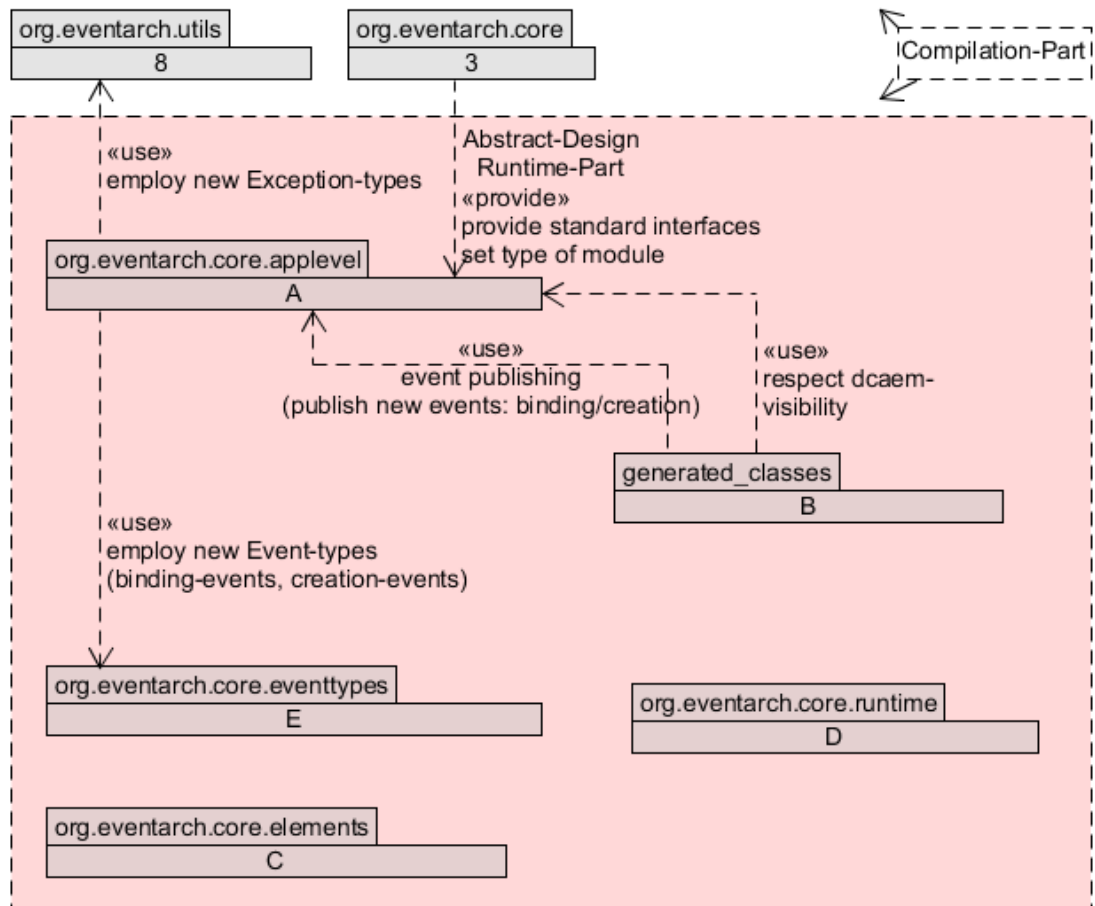 org.eventarch.utils
8
org.eventarch.core
3
Compilation-Part
«use»
employ new Exception-types
Abstract-Design
Runtime-Part
«provide»
provide standard interfaces
set type of module
org.eventarch.core.applevel
A
«use»
event publishing
(publish new events: binding/creation)
«use»
respect dcaem-
visibility
generated_classes
B
«use»
employ new Event-types
(binding-events, creation-events)
org.eventarch.core.eventtypes
E
org.eventarch.core.runtime
D
org.eventarch.core.elements
C